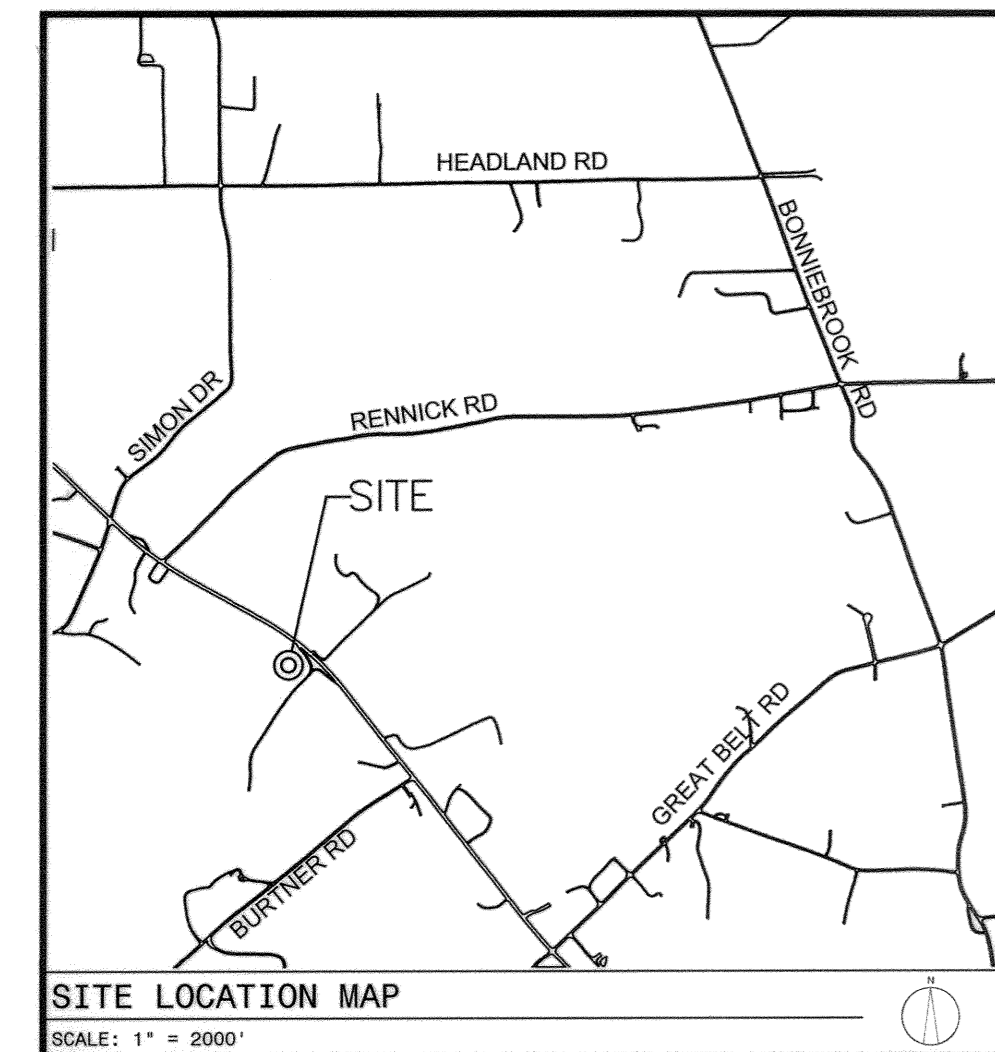 HEADLAND RD
BONNIEBROOK RD
SIMON DR
RENNICK RD
SITE
GREAT BELT RD
BURTNER RD
SITE LOCATION MAP
N
SCALE: 1" = 2000'